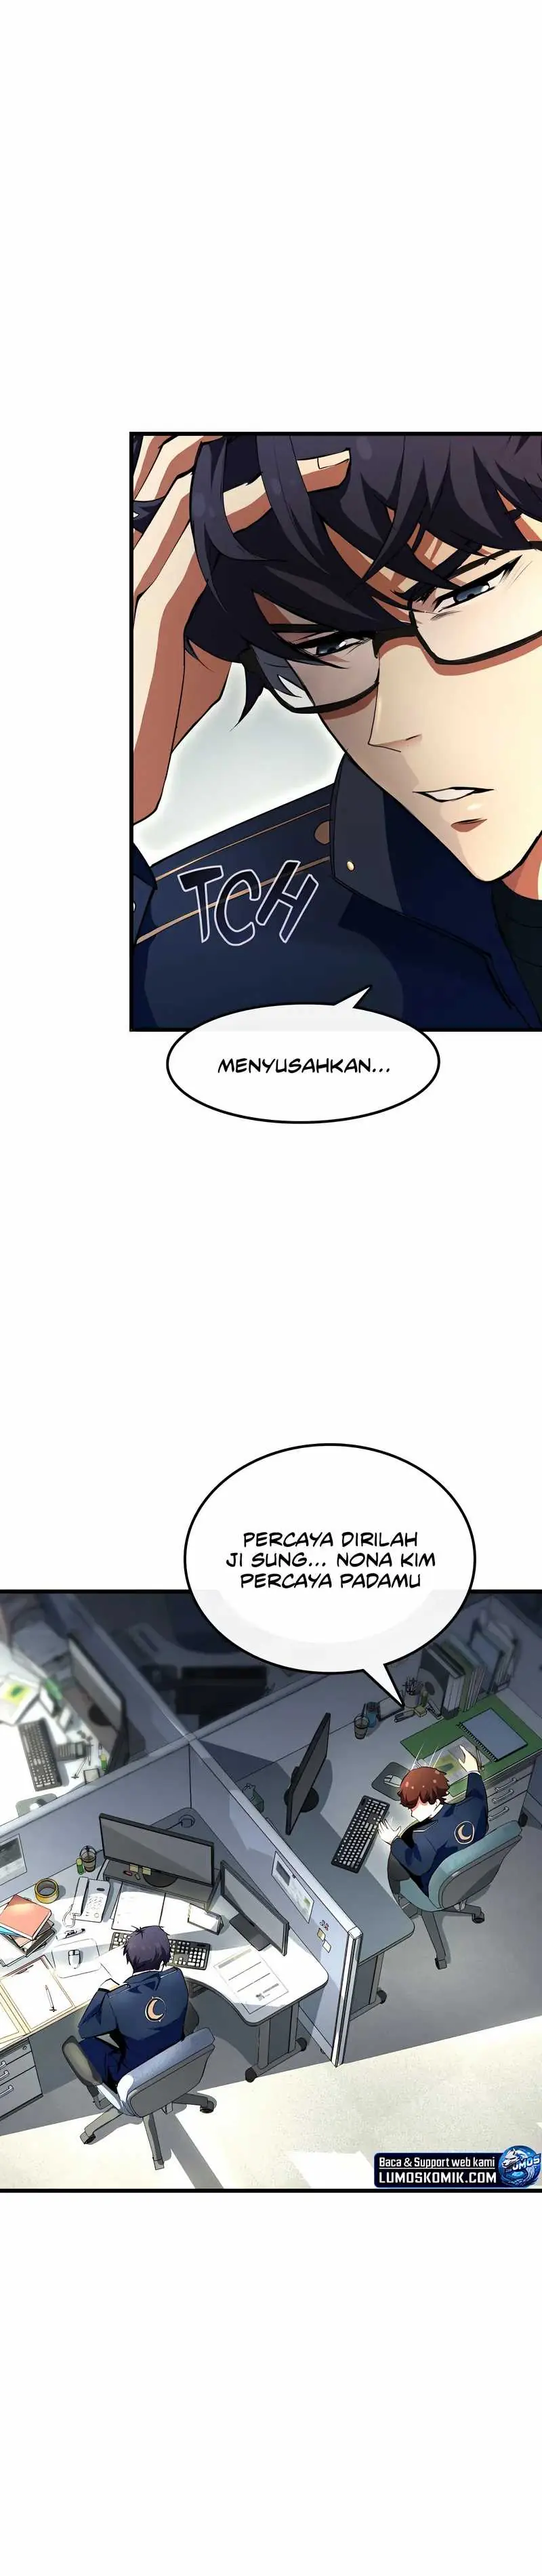 TCH
MENYUSAHKAN...
PERCAYA DIRILAH
JI SUNG... NONA KIM
PERCAYA PADAMU
Baca & Support web kami
LUMOSKOMIK.COM